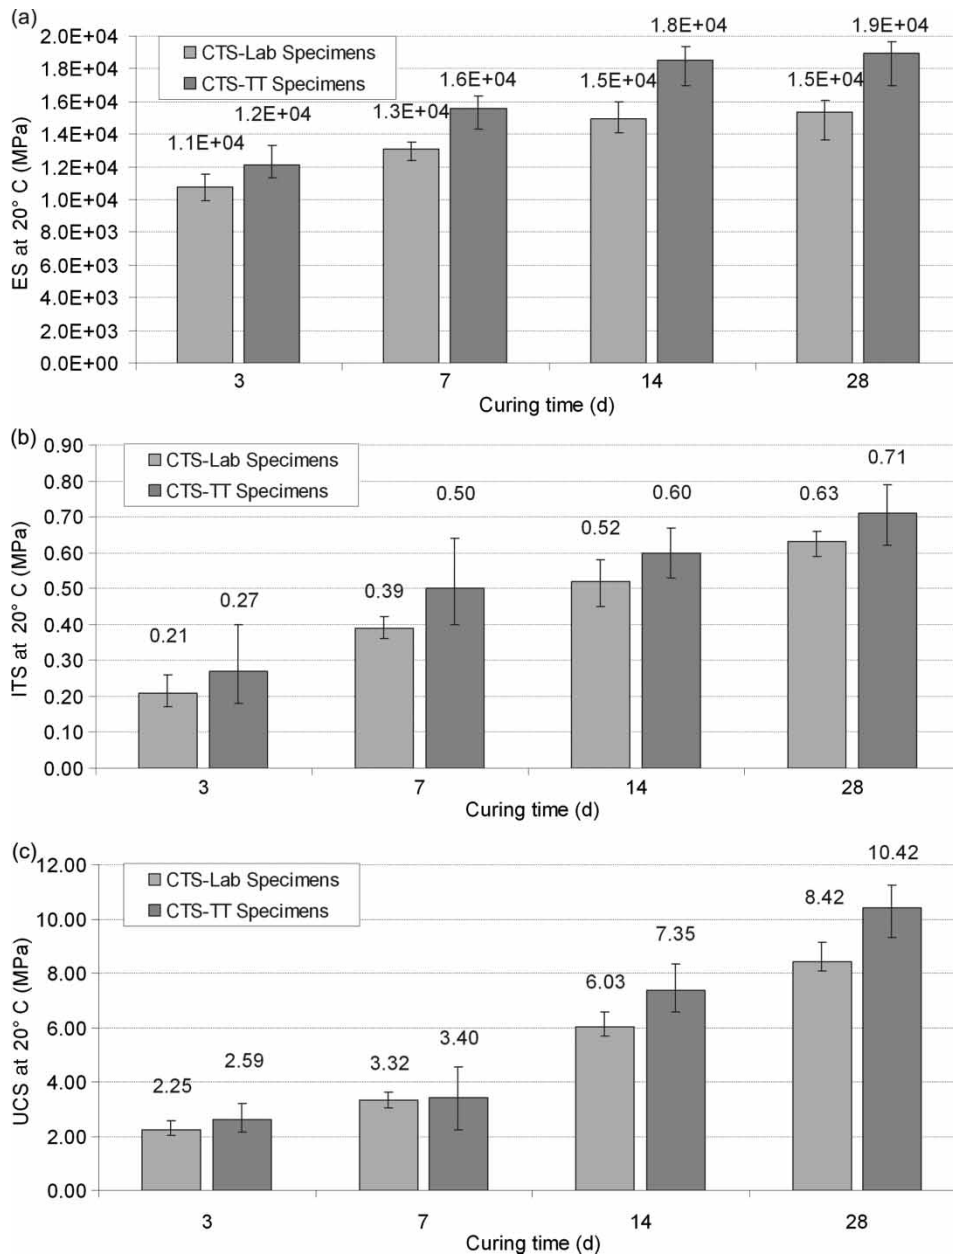 (a)
2.0E+04
1.8E+04
1.6E+04
1.4E+04
1.2E+04
1.0E+04
8.0E+03
6.0E+03
4.0E+03
2.0E+03
0.0E+00
ES at 20° C (MPa)
CTS-Lab Specimens
CTS-TT Specimens
1.1E+04
1.2E+04
1.3E+04
1.6E+04
1.5E+04
1.8E+04
1.5E+04
1.9E+04
3 7 14 28
Curing time (d)
(b)
0.90
0.80
0.70
0.60
0.50
0.40
0.30
0.20
0.10
0.00
ITS at 20° C (MPa)
CTS-Lab Specimens
CTS-TT Specimens
0.21
0.27
0.39
0.50
0.52
0.60
0.63
0.71
3 7 14 28
Curing time (d)
(c)
12.00
10.00
8.00
6.00
4.00
2.00
0.00
UCS at 20° C (MPa)
CTS-Lab Specimens
CTS-TT Specimens
2.25
2.59
3.32
3.40
6.03
7.35
8.42
10.42
3 7 14 28
Curing time (d)